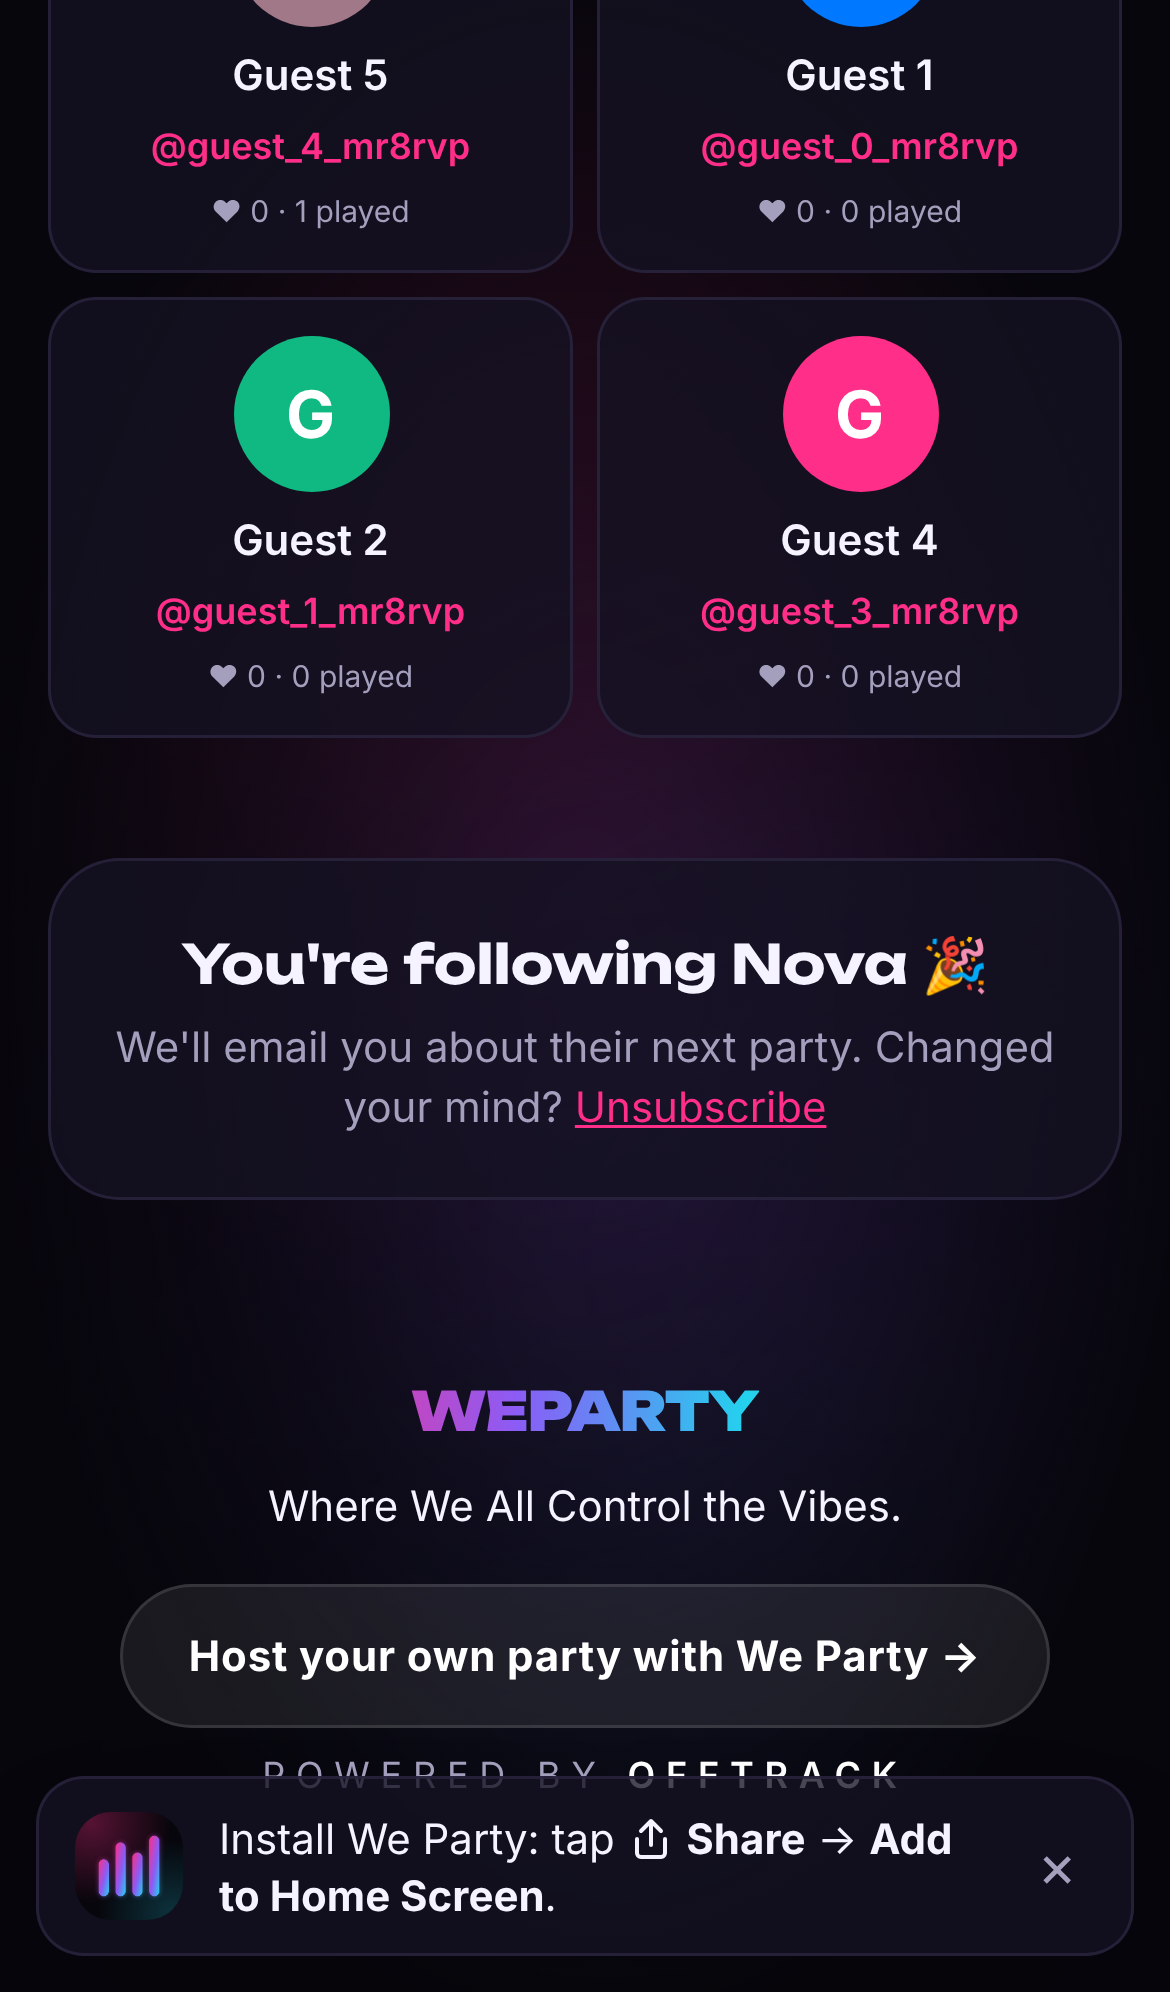 Guest 5
@guest_4_mr8rvp
♥ 0 · 1 played
Guest 1
@guest_0_mr8rvp
♥ 0 · 0 played
G
Guest 2
@guest_1_mr8rvp
♥ 0 · 0 played
G
Guest 4
@guest_3_mr8rvp
♥ 0 · 0 played
You're following Nova 🎉
We'll email you about their next party. Changed
your mind? Unsubscribe
WEPARTY
Where We All Control the Vibes.
Host your own party with We Party →
POWERED BY OFFTRACK
Install We Party: tap Share → Add
to Home Screen.